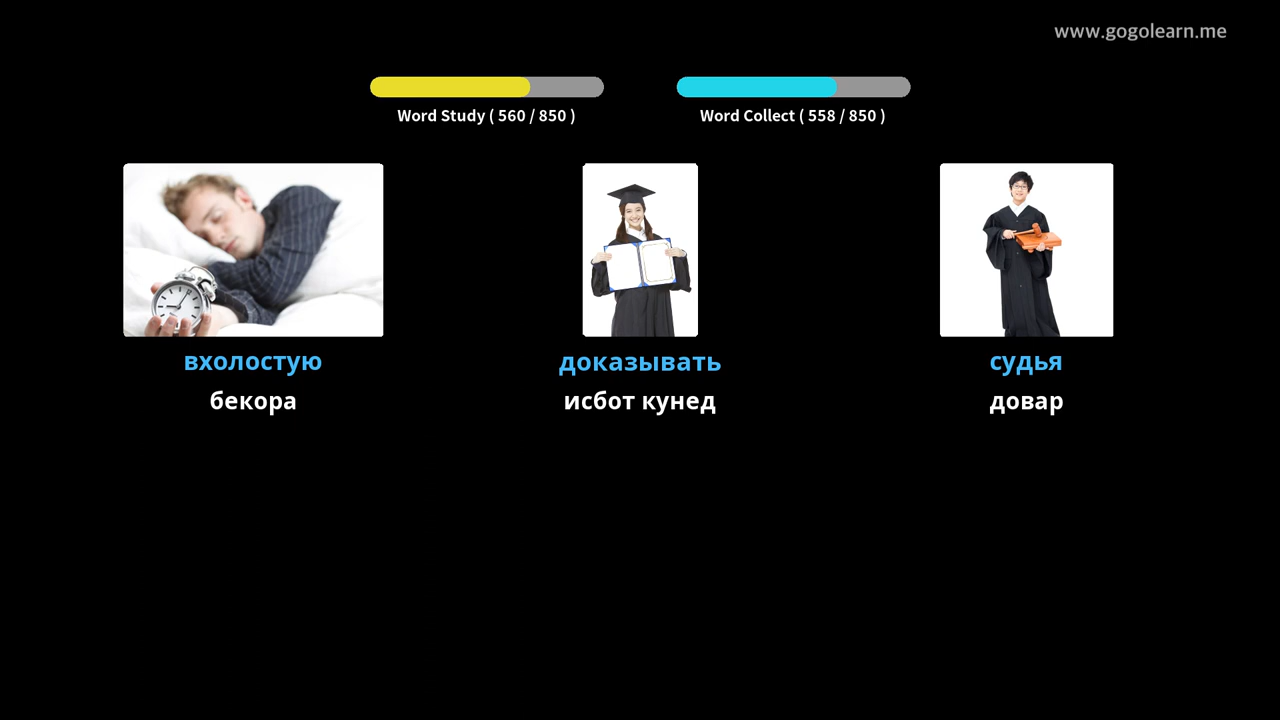 www.gogolearn.me
Word Study ( 560 / 850 )
Word Collect ( 558 / 850 )
вхолостую
доказывать
судья
бекора
исбот кунед
довар